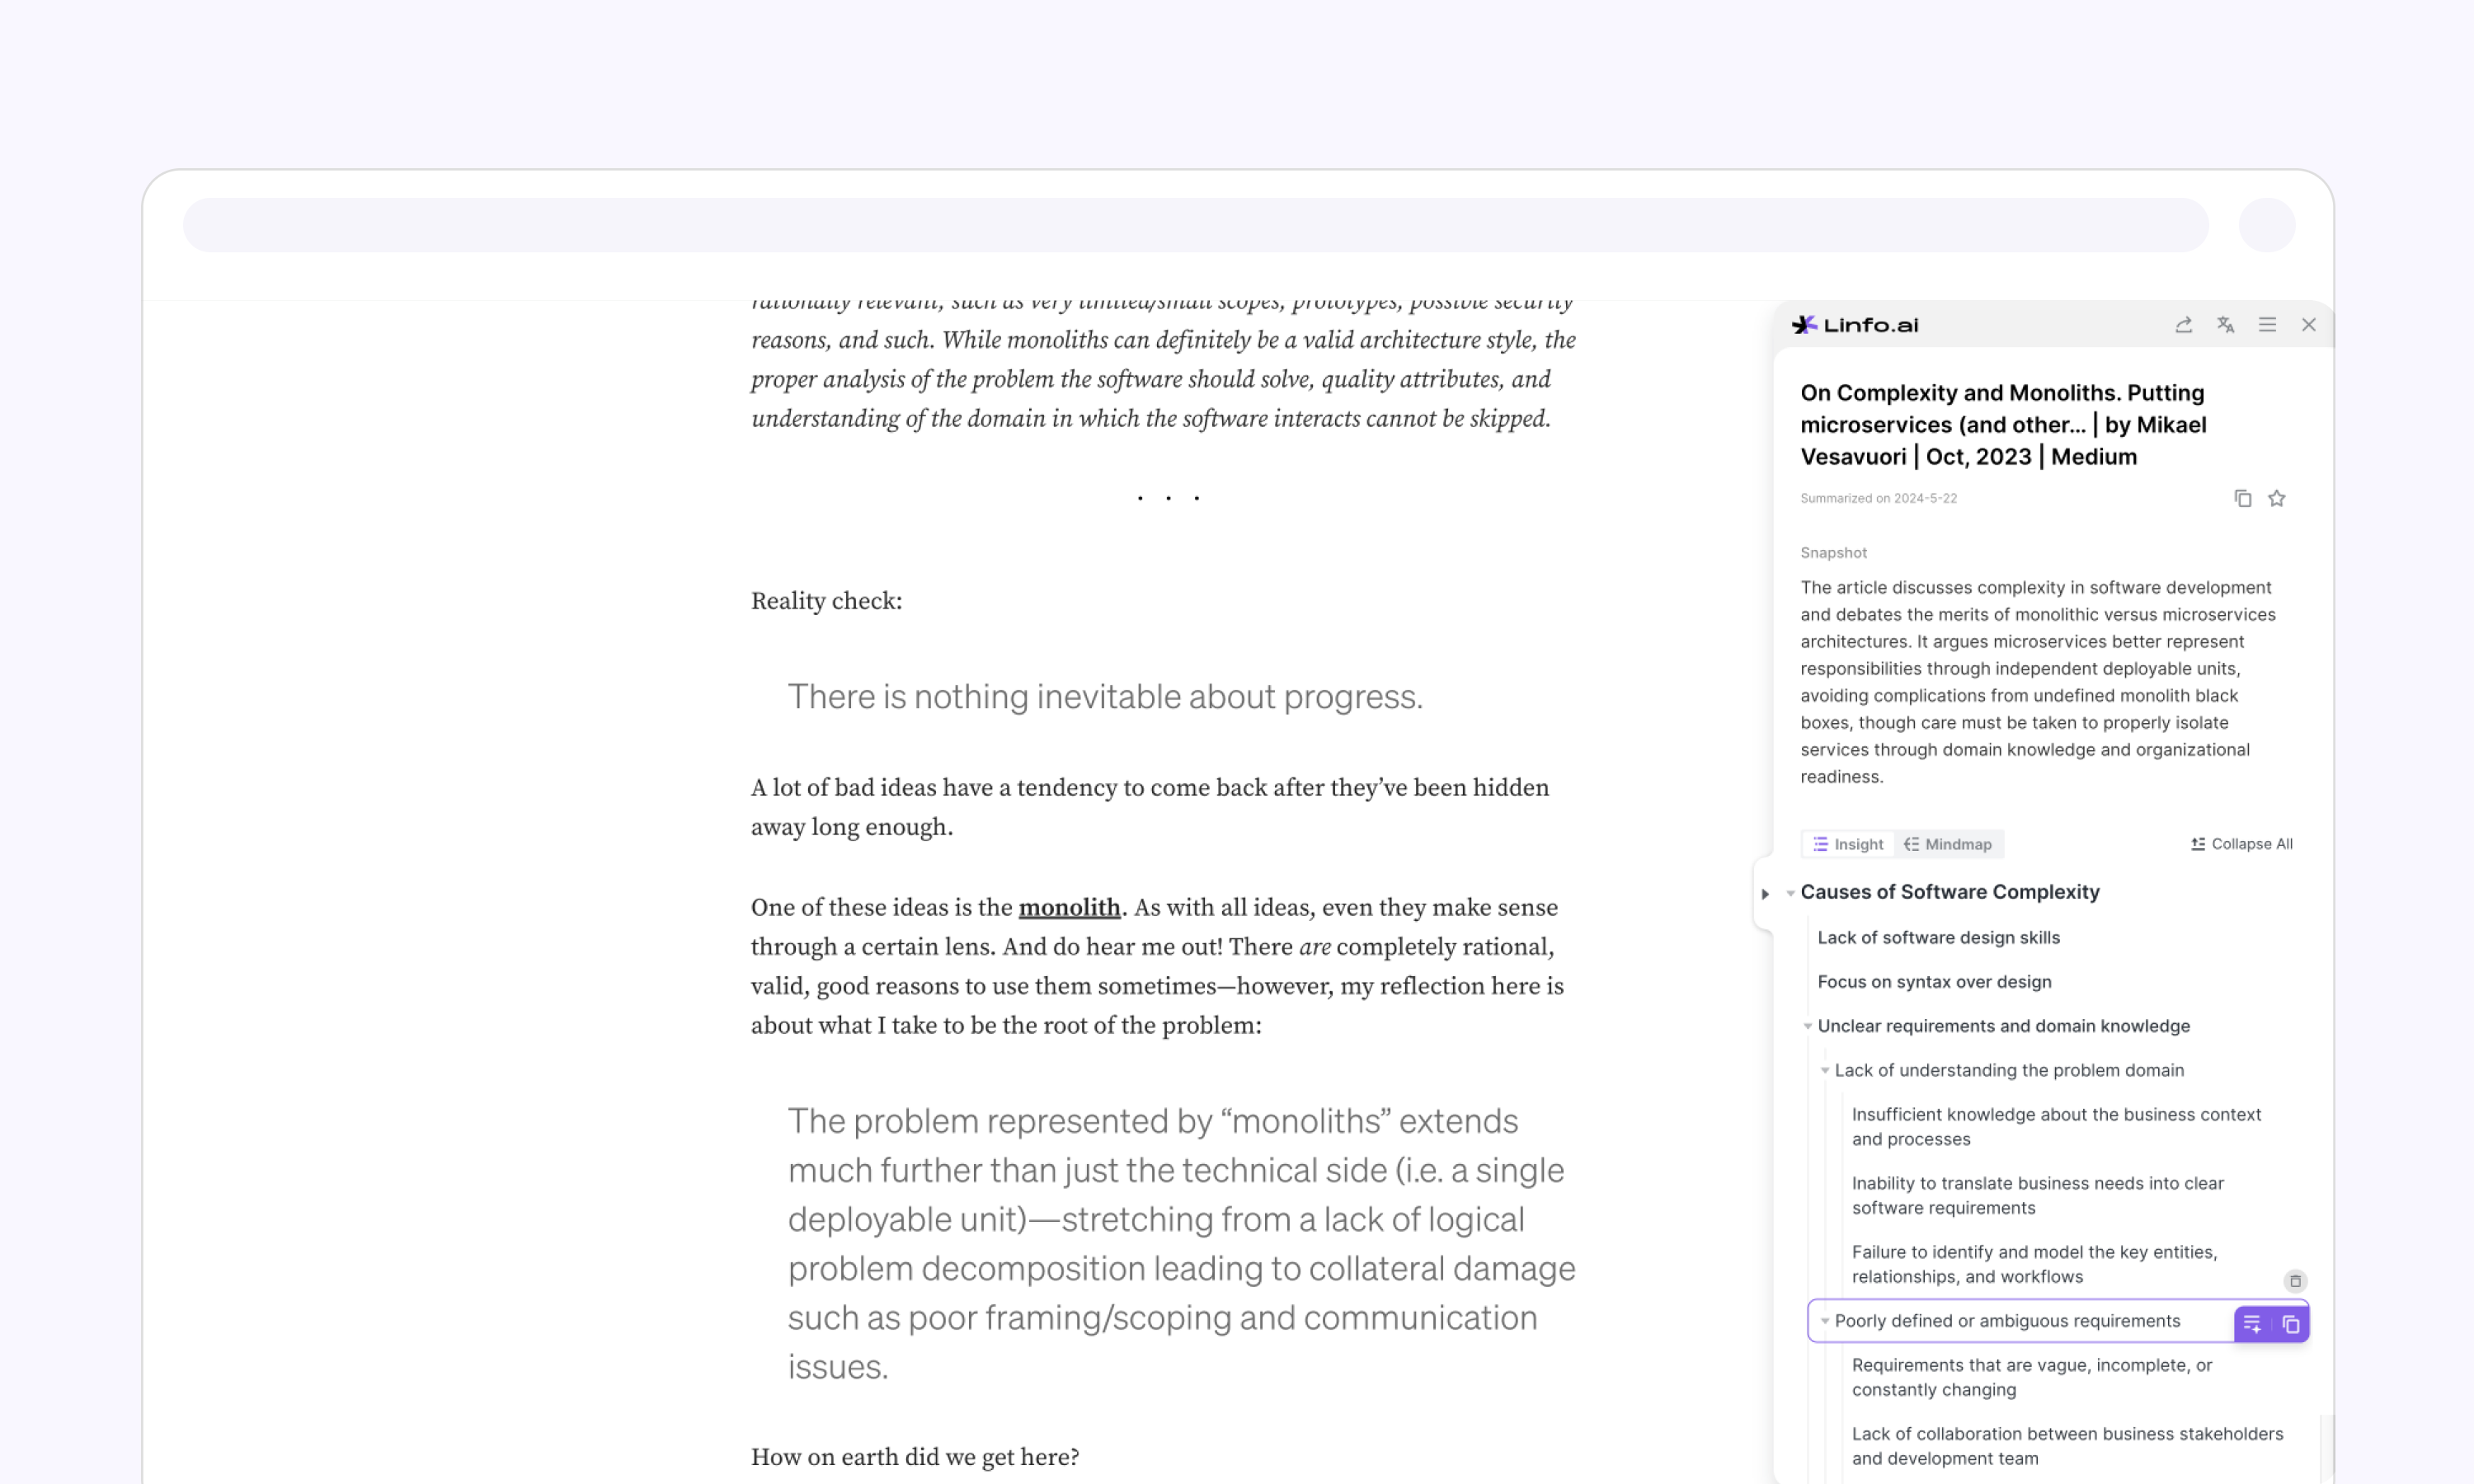 rationally relevant, such as very limited/small scopes, prototypes, possible security
reasons, and such. While monoliths can definitely be a valid architecture style, the
proper analysis of the problem the software should solve, quality attributes, and
understanding of the domain in which the software interacts cannot be skipped.
. . .
Reality check:
There is nothing inevitable about progress.
A lot of bad ideas have a tendency to come back after they’ve been hidden
away long enough.
One of these ideas is the monolith. As with all ideas, even they make sense
through a certain lens. And do hear me out! There are completely rational,
valid, good reasons to use them sometimes—however, my reflection here is
about what I take to be the root of the problem:
The problem represented by “monoliths” extends
much further than just the technical side (i.e. a single
deployable unit)—stretching from a lack of logical
problem decomposition leading to collateral damage
such as poor framing/scoping and communication
issues.
How on earth did we get here?
Linfo.ai
On Complexity and Monoliths. Putting
microservices (and other... | by Mikael
Vesavuori | Oct, 2023 | Medium
Summarized on 2024-5-22
Snapshot
The article discusses complexity in software development
and debates the merits of monolithic versus microservices
architectures. It argues microservices better represent
responsibilities through independent deployable units,
avoiding complications from undefined monolith black
boxes, though care must be taken to properly isolate
services through domain knowledge and organizational
readiness.
Insight
Mindmap
Collapse All
Causes of Software Complexity
Lack of software design skills
Focus on syntax over design
Unclear requirements and domain knowledge
Lack of understanding the problem domain
Insufficient knowledge about the business context
and processes
Inability to translate business needs into clear
software requirements
Failure to identify and model the key entities,
relationships, and workflows
Poorly defined or ambiguous requirements
Requirements that are vague, incomplete, or
constantly changing
Lack of collaboration between business stakeholders
and development team